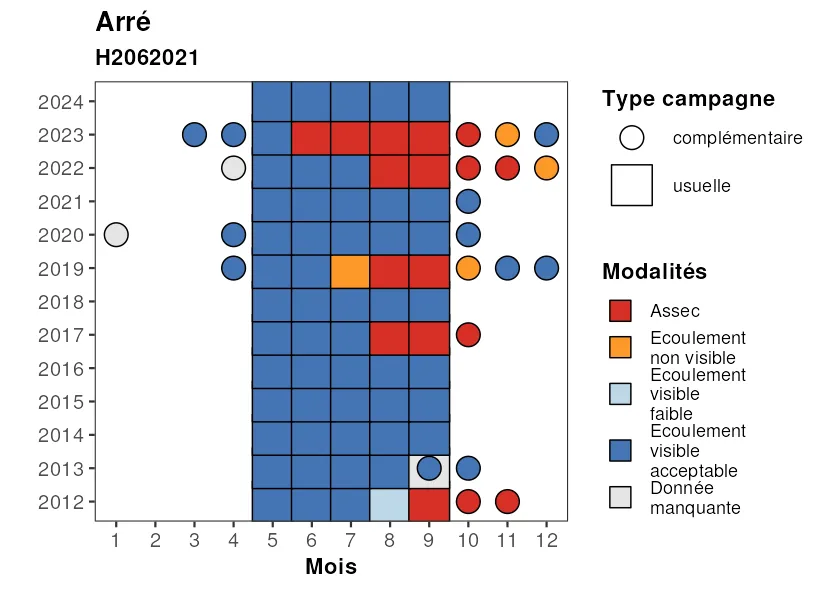 Arré
H2062021
2024
2023
2022
2021
2020
2019
2018
2017
2016
2015
2014
2013
2012
1 2 3 4 5 6 7 8 9 10 11 12
Mois
Type campagne
complémentaire
usuelle
Modalités
Assec
Ecoulement
non visible
Ecoulement
visible
faible
Ecoulement
visible
acceptable
Donnée
manquante